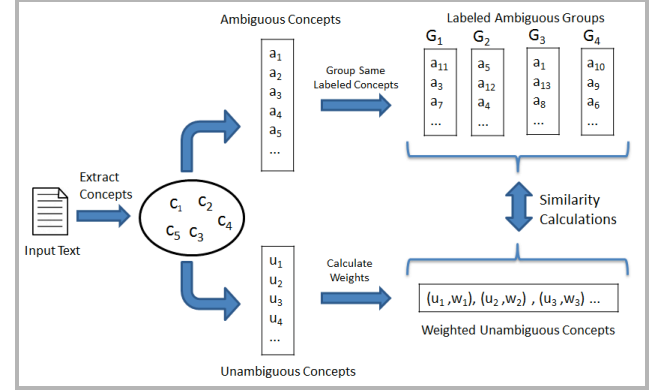 Ambiguous Concepts
Labeled Ambiguous Groups
G₁ G₂ G₃ G₄
a₁
a₂
a₃
a₄
a₅
...
Group Same
Labeled Concepts
a₁₁ a₅ a₁ a₁₀
a₃ a₁₂ a₁₃ a₉
a₇ a₄ a₈ a₆
... ... ... ...
Extract
Concepts
Input Text
C₁ C₂
C₄
C₅ C₃
Similarity
Calculations
u₁
u₂
u₃
u₄
...
Calculate
Weights
(u₁ ,w₁), (u₂ ,w₂) , (u₃ ,w₃) ...
Weighted Unambiguous Concepts
Unambiguous Concepts